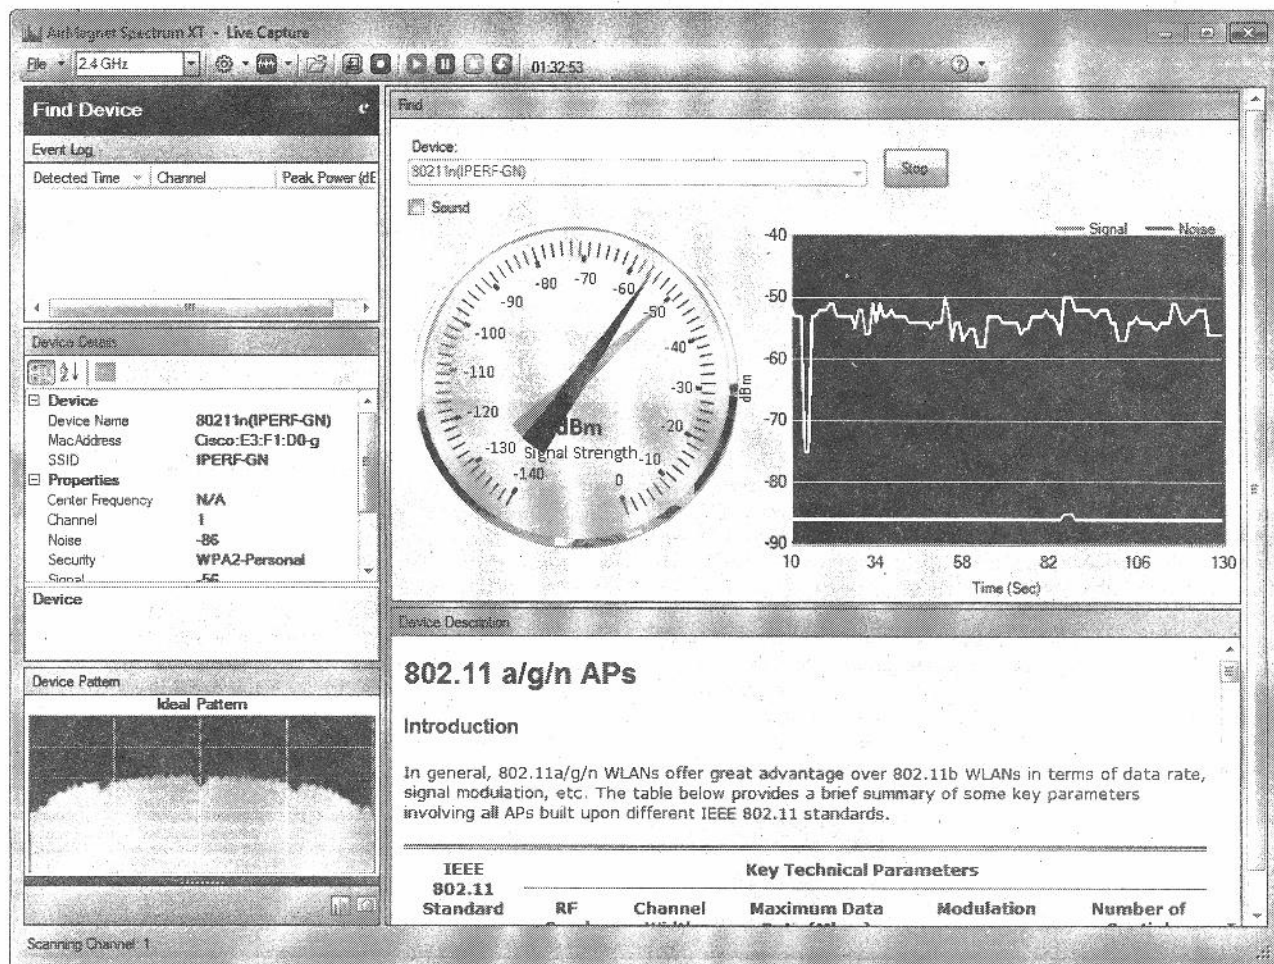 AirMagnet Spectrum XT - Live Capture
File 2.4 GHz 01:32:53
Find Device
Event Log
Detected Time Channel Peak Power (dB
Device Details
Device
Device Name 80211n(IPERF-GN)
MacAddress Cisco:E3:F1:D0-g
SSID IPERF-GN
Properties
Center Frequency N/A
Channel 1
Noise -86
Security WPA2-Personal
Signal -56
Device
Device Pattern
Ideal Pattern
Scanning Channel: 1
Find
Device:
80211n(IPERF-GN) Stop
Sound
-140 -130 -120 -110 -100 -90 -80 -70 -60 -50 -40 -30 -20 -10 0
dBm
Signal Strength
Signal Noise
dBm
-40
-50
-60
-70
-80
-90
10 34 58 82 106 130
Time (Sec)
Device Description
802.11 a/g/n APs
Introduction
In general, 802.11a/g/n WLANs offer great advantage over 802.11b WLANs in terms of data rate,
signal modulation, etc. The table below provides a brief summary of some key parameters
involving all APs built upon different IEEE 802.11 standards.
IEEE Key Technical Parameters
802.11
Standard RF Channel Maximum Data Modulation Number of